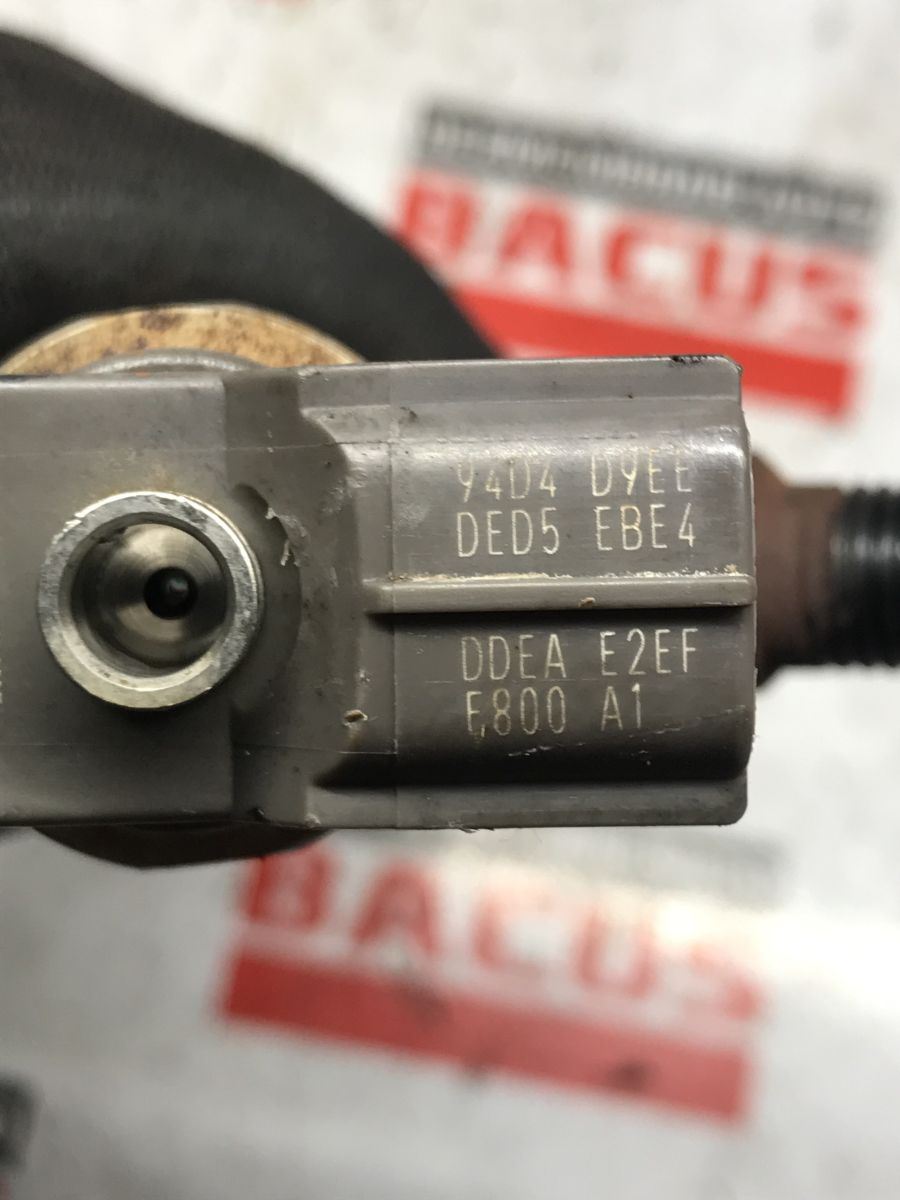 BACUS
94D4 D9EE
DED5 EBE4
DDEA E2EF
E800 A1
BACUS